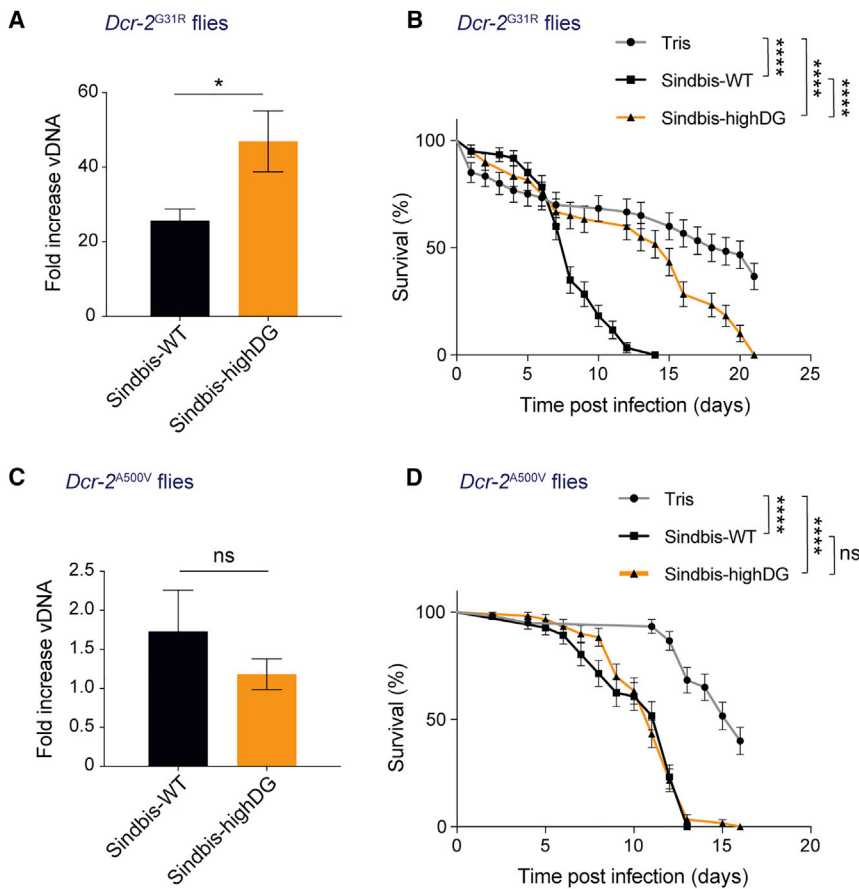 A
Dcr-2G31R flies
*
60
40
20
0
Fold increase vDNA
Sindbis-WT
Sindbis-highDG
B
Dcr-2G31R flies
Tris
Sindbis-WT
Sindbis-highDG
****
****
****
100
50
0
Survival (%)
0 5 10 15 20 25
Time post infection (days)
C
Dcr-2A500V flies
ns
2.5
2.0
1.5
1.0
0.5
0
Fold increase vDNA
Sindbis-WT
Sindbis-highDG
D
Dcr-2A500V flies
Tris
Sindbis-WT
Sindbis-highDG
****
****
ns
100
50
0
Survival (%)
0 5 10 15 20
Time post infection (days)